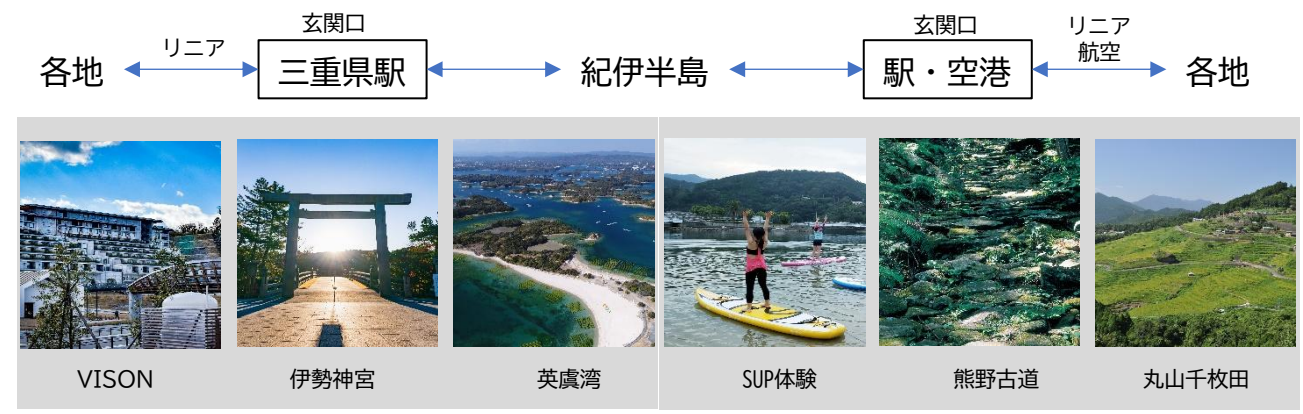 玄関口
玄関口
リニア
リニア
航空
各地
三重県駅
紀伊半島
駅・空港
各地
VISON
伊勢神宮
英虞湾
SUP体験
熊野古道
丸山千枚田